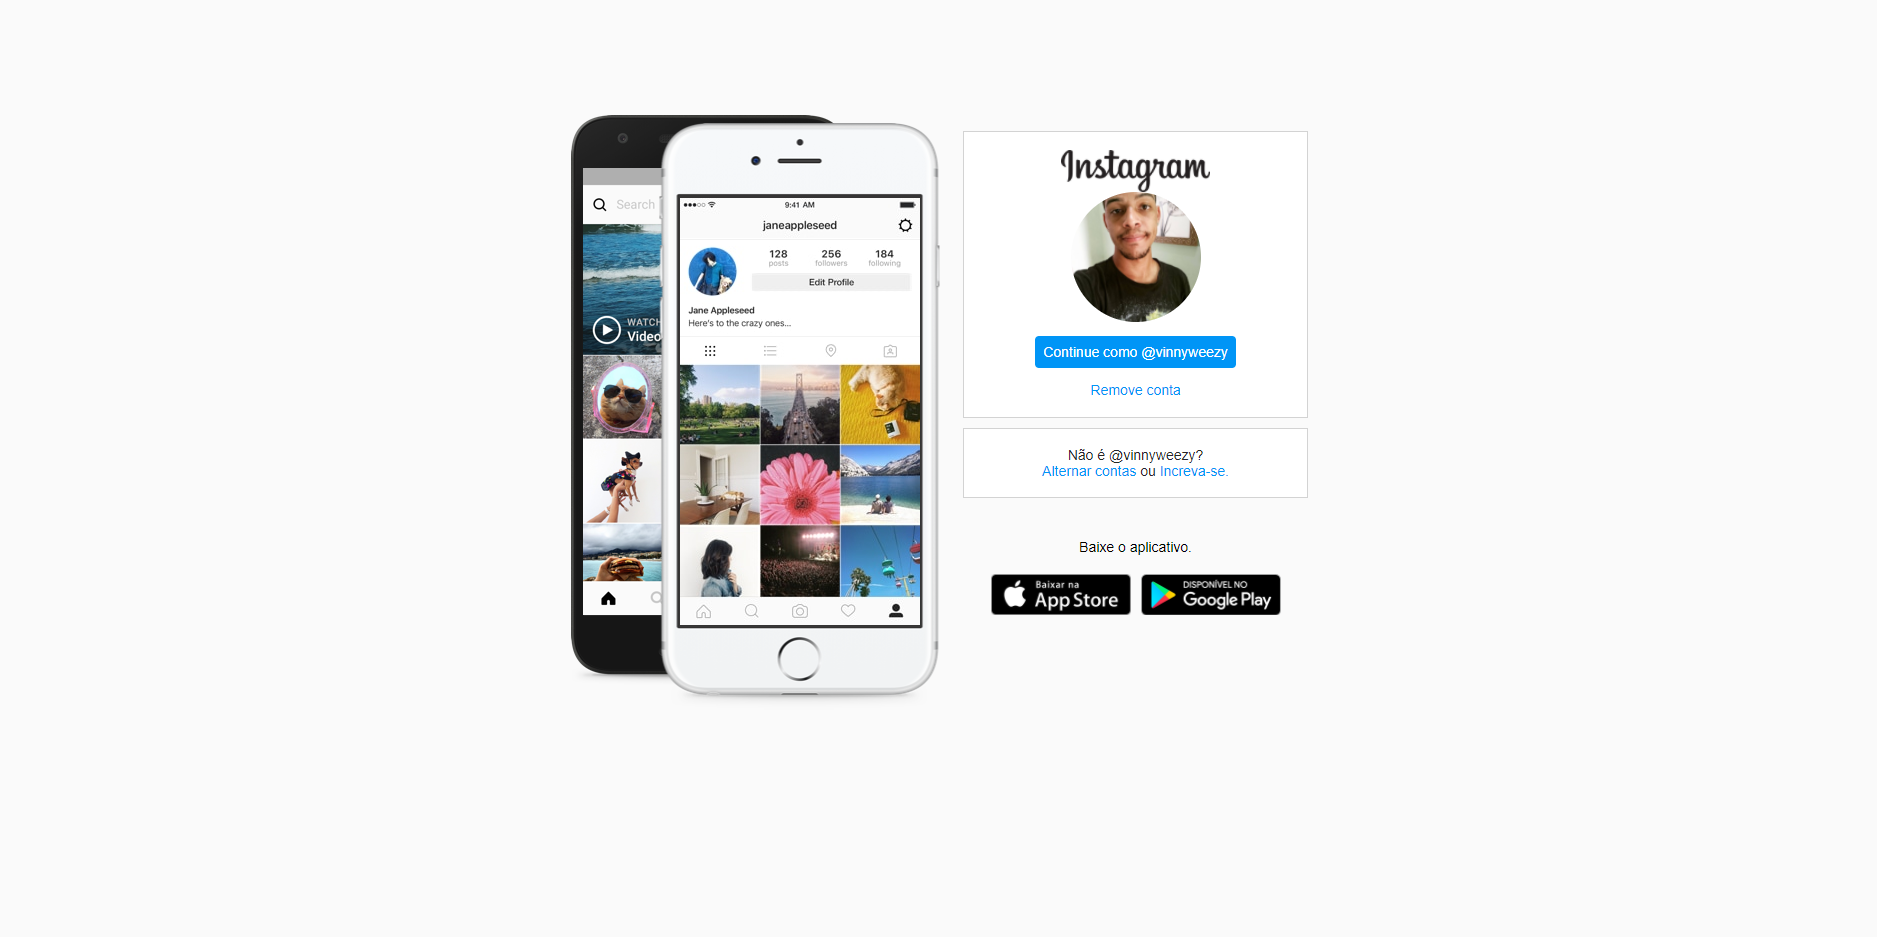 Search
WATCH
Video
9:41 AM
janeappleseed
128
256
184
posts
followers
following
Edit Profile
Jane Appleseed
Here's to the crazy ones...
Instagram
Continue como @vinnyweezy
Remove conta
Não é @vinnyweezy?
Alternar contas ou Increva-se.
Baixe o aplicativo.
Baixar na
App Store
DISPONÍVEL NO
Google Play